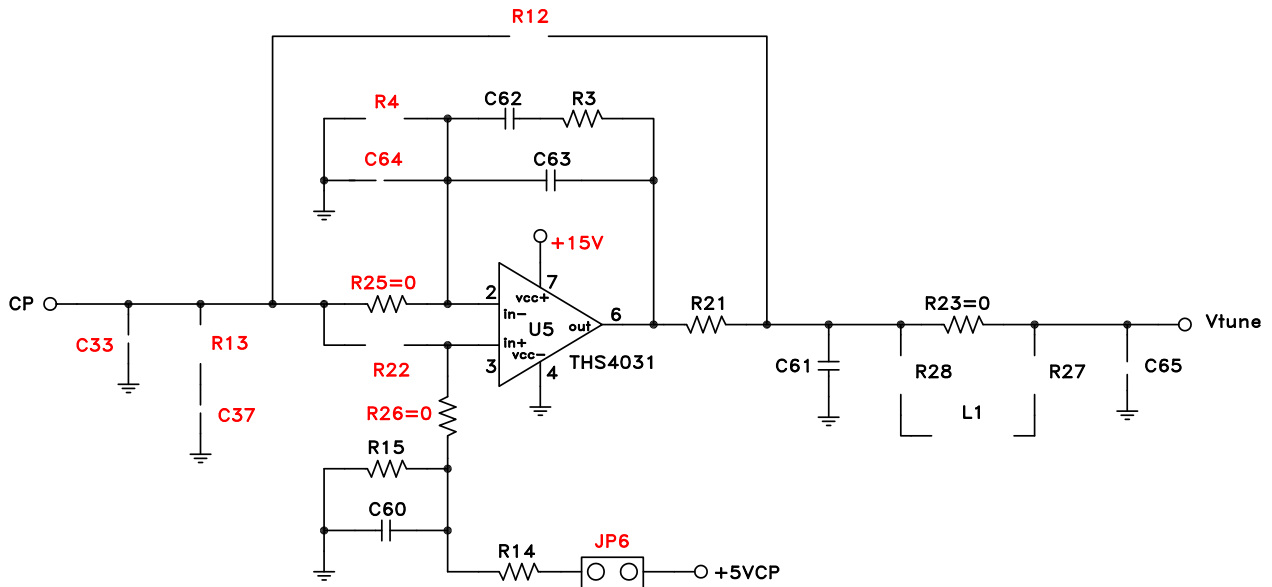 R12
R4
C62
R3
C64
C63
+15V
7
CP
R25=0
2
vcc+
in-
U5
out
6
R21
R23=0
Vtune
C33
R13
in+
vcc-
3
4
THS4031
R22
C61
R28
R27
C65
C37
R26=0
L1
R15
C60
R14
JP6
+5VCP